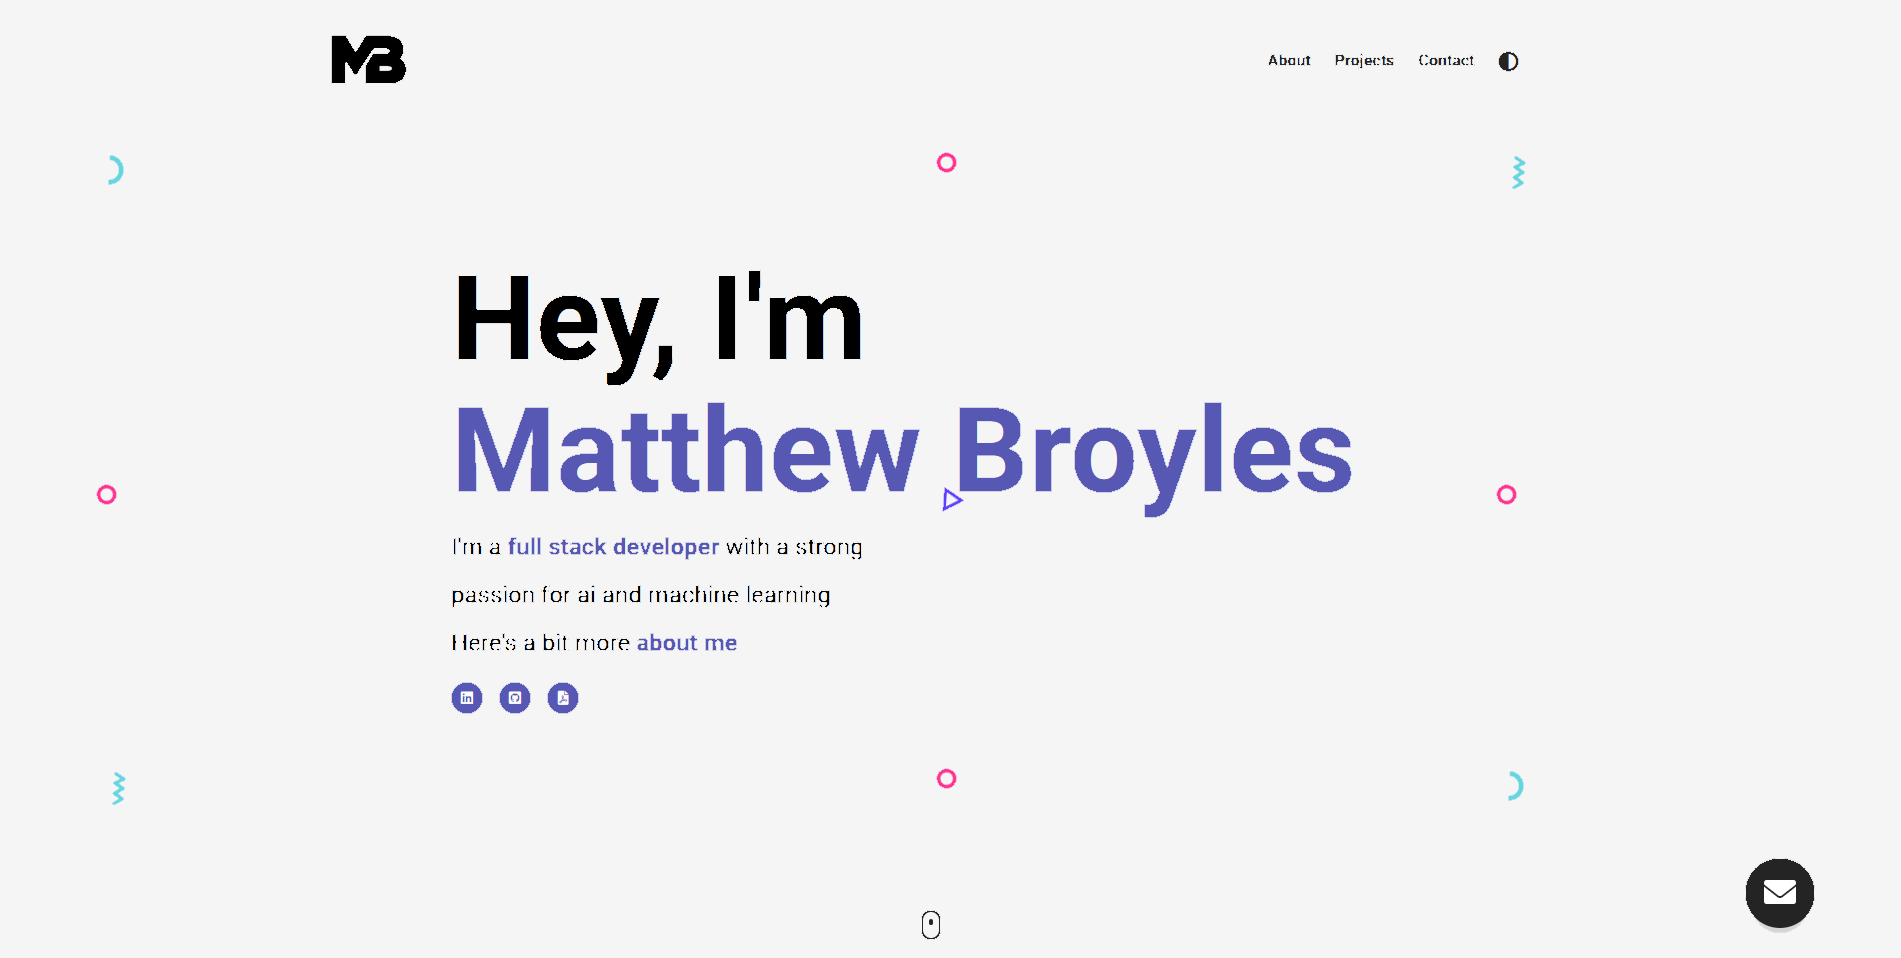 MB
About Projects Contact
Hey, I'm
Matthew Broyles
I'm a full stack developer with a strong
passion for ai and machine learning
Here's a bit more about me
in